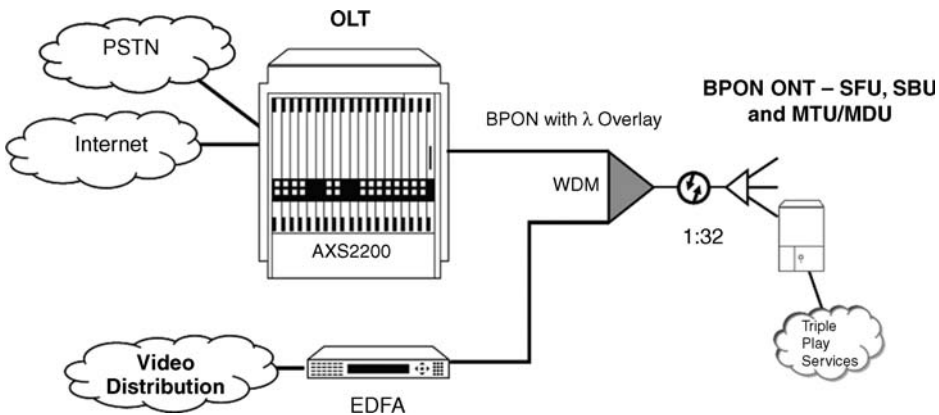 OLT
PSTN
BPON ONT – SFU, SBU
and MTU/MDU
BPON with λ Overlay
Internet
WDM
1:32
AXS2200
Triple
Play
Services
Video
Distribution
EDFA